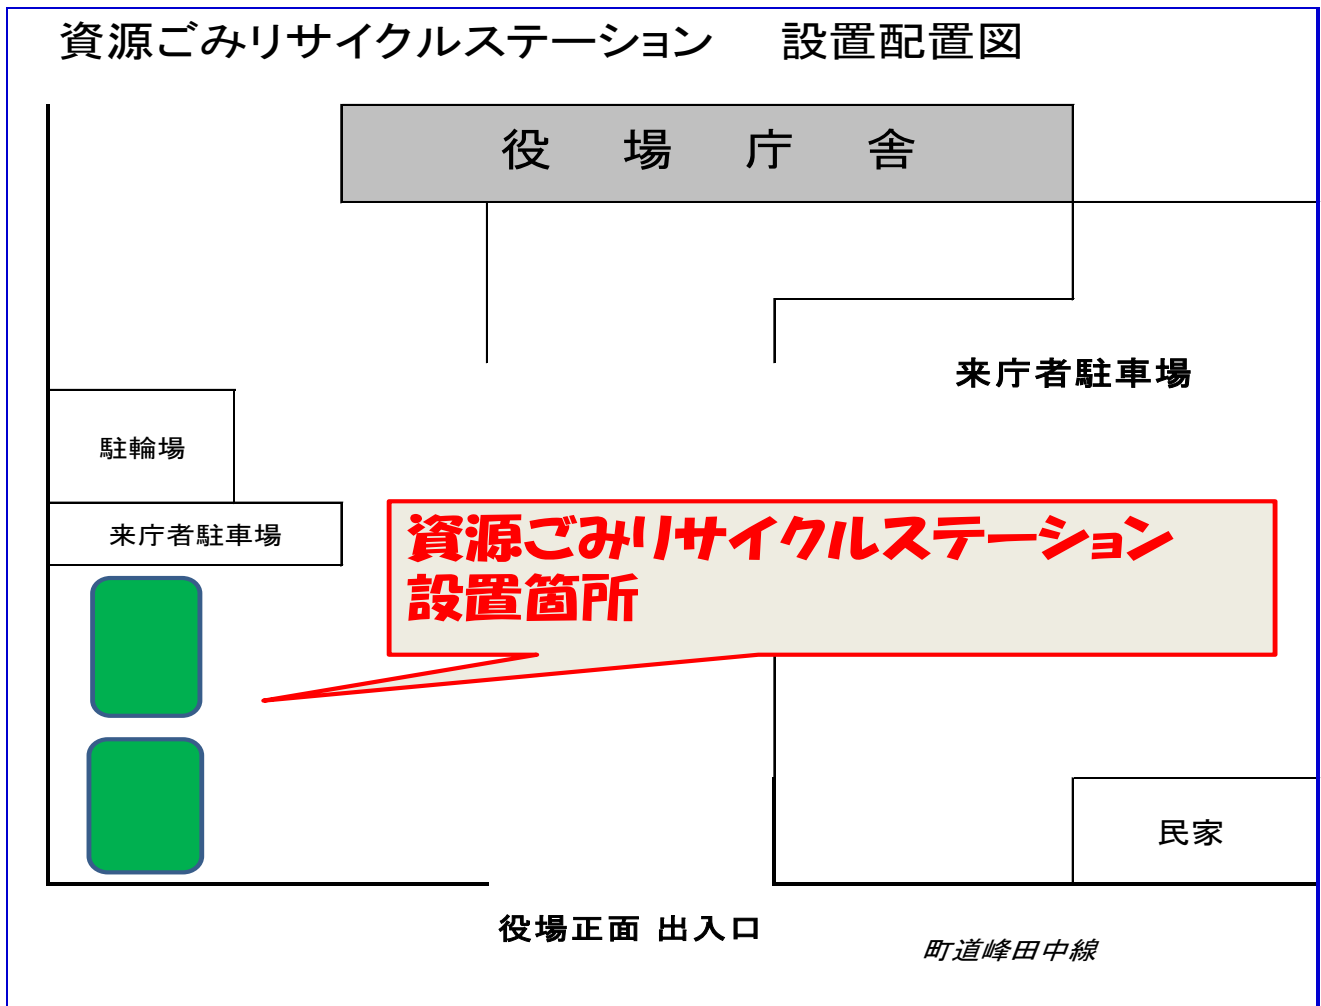 資源ごみリサイクルステーション　設置配置図
役場庁舎
来庁者駐車場
駐輪場
来庁者駐車場
資源ごみリサイクルステーション
設置箇所
民家
役場正面 出入口
町道峰田中線